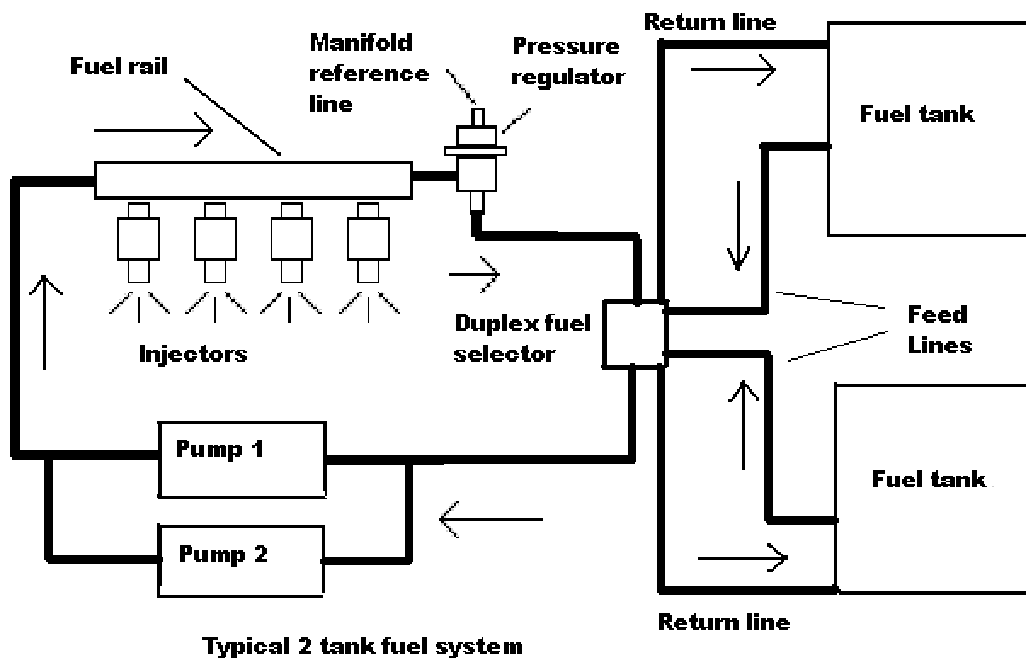 Return line
Manifold
reference
line
Pressure
regulator
Fuel rail
Fuel tank
Duplex fuel
selector
Feed
Lines
Injectors
Pump 1
Fuel tank
Pump 2
Return line
Typical 2 tank fuel system